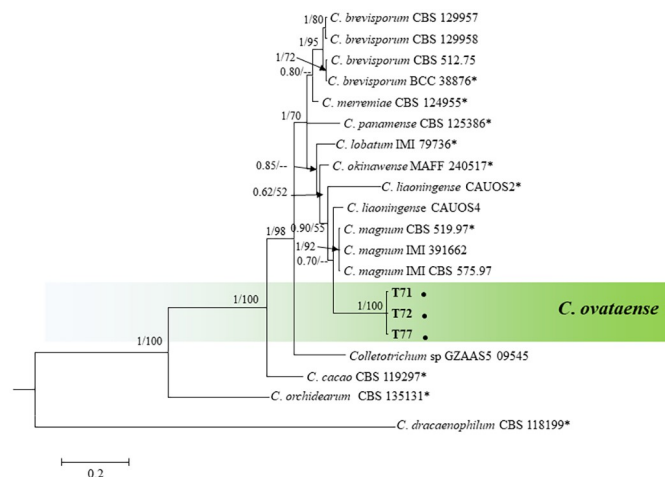 1/80
C. brevisporum CBS 129957
C. brevisporum CBS 129958
1/95
1/72
C. brevisporum CBS 512.75
0.80/--
C. brevisporum BCC 38876*
C. merremiae CBS 124955*
1/70
C. panamense CBS 125386*
C. lobatum IMI 79736*
0.85/--
C. okinawense MAFF 240517*
0.62/52
C. liaoningense CAUOS2*
C. liaoningense CAUOS4
0.90/55
C. magnum CBS 519.97*
1/98
1/92
C. magnum IMI 391662
0.70/--
C. magnum IMI CBS 575.97
T71 •
1/100
1/100
T72 •
C. ovataense
T77 •
1/100
Colletotrichum sp GZAAS5 09545
C. cacao CBS 119297*
C. orchidearum CBS 135131*
C. dracaenophilum CBS 118199*
0.2